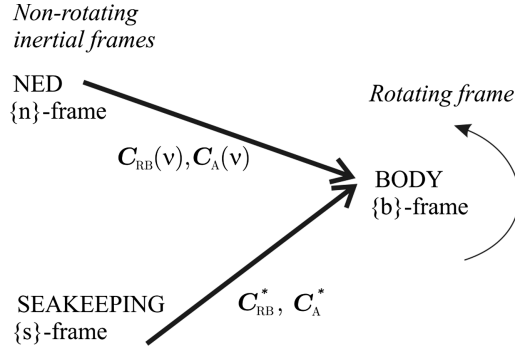 Non-rotating
inertial frames
NED
{n}-frame
Rotating frame
C_RB(ν), C_A(ν)
BODY
{b}-frame
SEAKEEPING
{s}-frame
C*_RB, C*_A